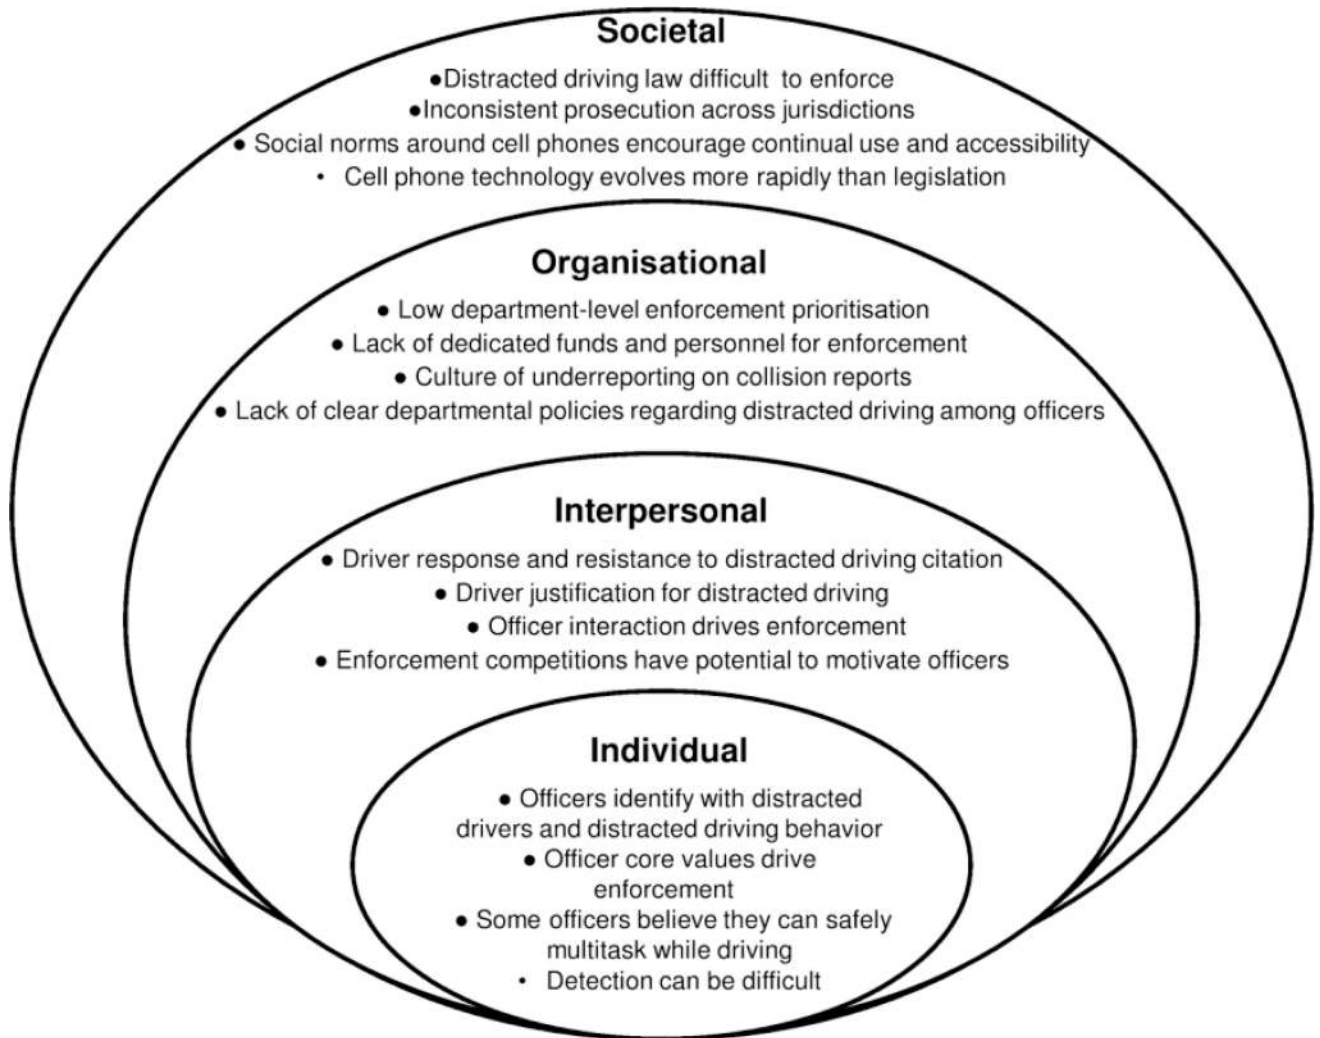 Societal
●Distracted driving law difficult to enforce
●Inconsistent prosecution across jurisdictions
● Social norms around cell phones encourage continual use and accessibility
• Cell phone technology evolves more rapidly than legislation
Organisational
● Low department-level enforcement prioritisation
● Lack of dedicated funds and personnel for enforcement
● Culture of underreporting on collision reports
● Lack of clear departmental policies regarding distracted driving among officers
Interpersonal
● Driver response and resistance to distracted driving citation
● Driver justification for distracted driving
● Officer interaction drives enforcement
● Enforcement competitions have potential to motivate officers
Individual
● Officers identify with distracted
drivers and distracted driving behavior
● Officer core values drive
enforcement
● Some officers believe they can safely
multitask while driving
• Detection can be difficult